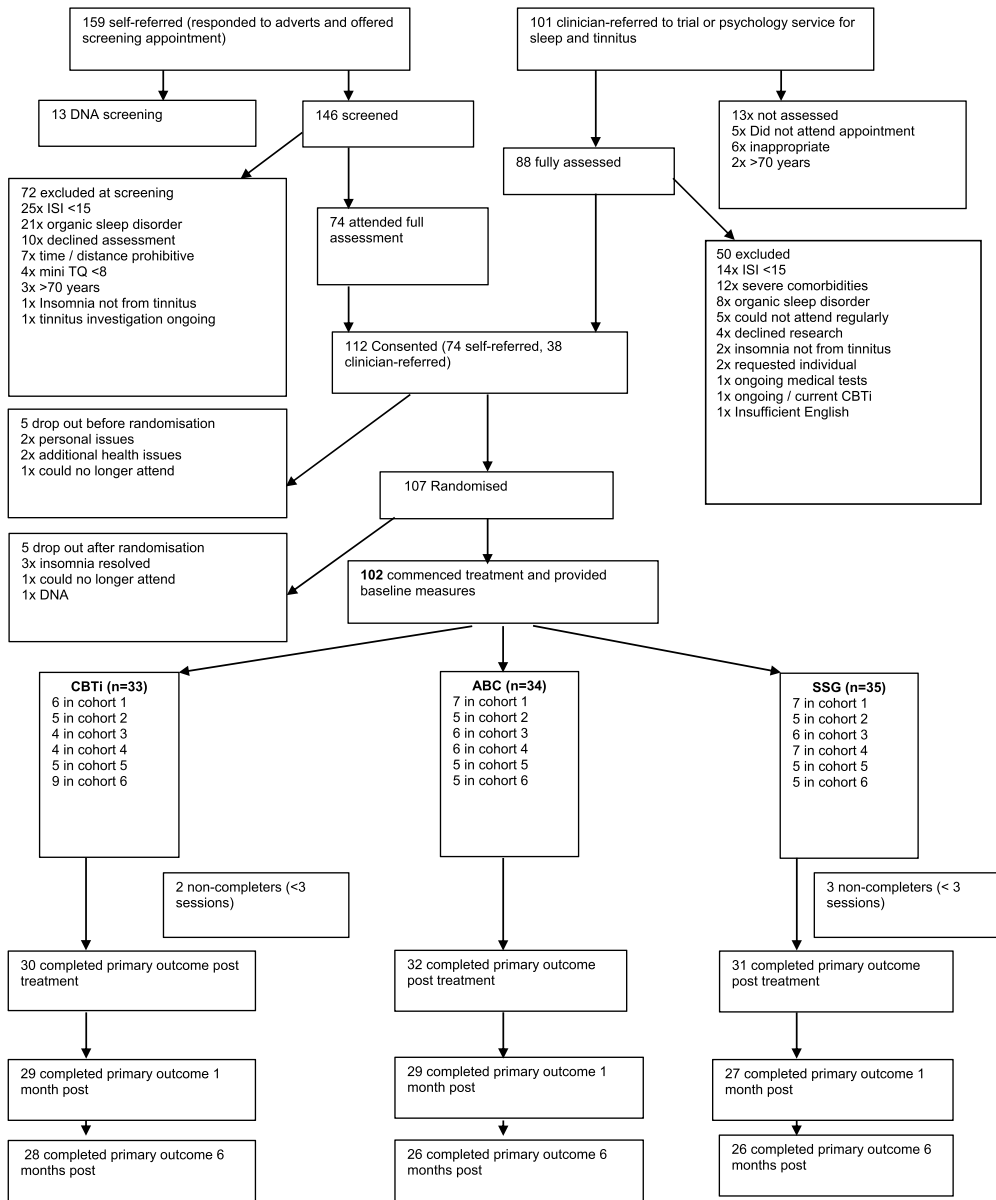 159 self-referred (responded to adverts and offered
screening appointment)
101 clinician-referred to trial or psychology service for
sleep and tinnitus
13 DNA screening
146 screened
13x not assessed
5x Did not attend appointment
6x inappropriate
2x >70 years
88 fully assessed
72 excluded at screening
25x ISI <15
21x organic sleep disorder
10x declined assessment
7x time / distance prohibitive
4x mini TQ <8
3x >70 years
1x Insomnia not from tinnitus
1x tinnitus investigation ongoing
74 attended full
assessment
50 excluded
14x ISI <15
12x severe comorbidities
8x organic sleep disorder
5x could not attend regularly
4x declined research
2x insomnia not from tinnitus
2x requested individual
1x ongoing medical tests
1x ongoing / current CBTi
1x Insufficient English
112 Consented (74 self-referred, 38
clinician-referred)
5 drop out before randomisation
2x personal issues
2x additional health issues
1x could no longer attend
107 Randomised
5 drop out after randomisation
3x insomnia resolved
1x could no longer attend
1x DNA
102 commenced treatment and provided
baseline measures
CBTi (n=33)
6 in cohort 1
5 in cohort 2
4 in cohort 3
4 in cohort 4
5 in cohort 5
9 in cohort 6
ABC (n=34)
7 in cohort 1
5 in cohort 2
6 in cohort 3
6 in cohort 4
5 in cohort 5
5 in cohort 6
SSG (n=35)
7 in cohort 1
5 in cohort 2
6 in cohort 3
7 in cohort 4
5 in cohort 5
5 in cohort 6
2 non-completers (<3
sessions)
3 non-completers (< 3
sessions)
30 completed primary outcome post
treatment
32 completed primary outcome
post treatment
31 completed primary outcome
post treatment
29 completed primary outcome 1
month post
29 completed primary outcome 1
month post
27 completed primary outcome 1
month post
28 completed primary outcome 6
months post
26 completed primary outcome 6
months post
26 completed primary outcome 6
months post